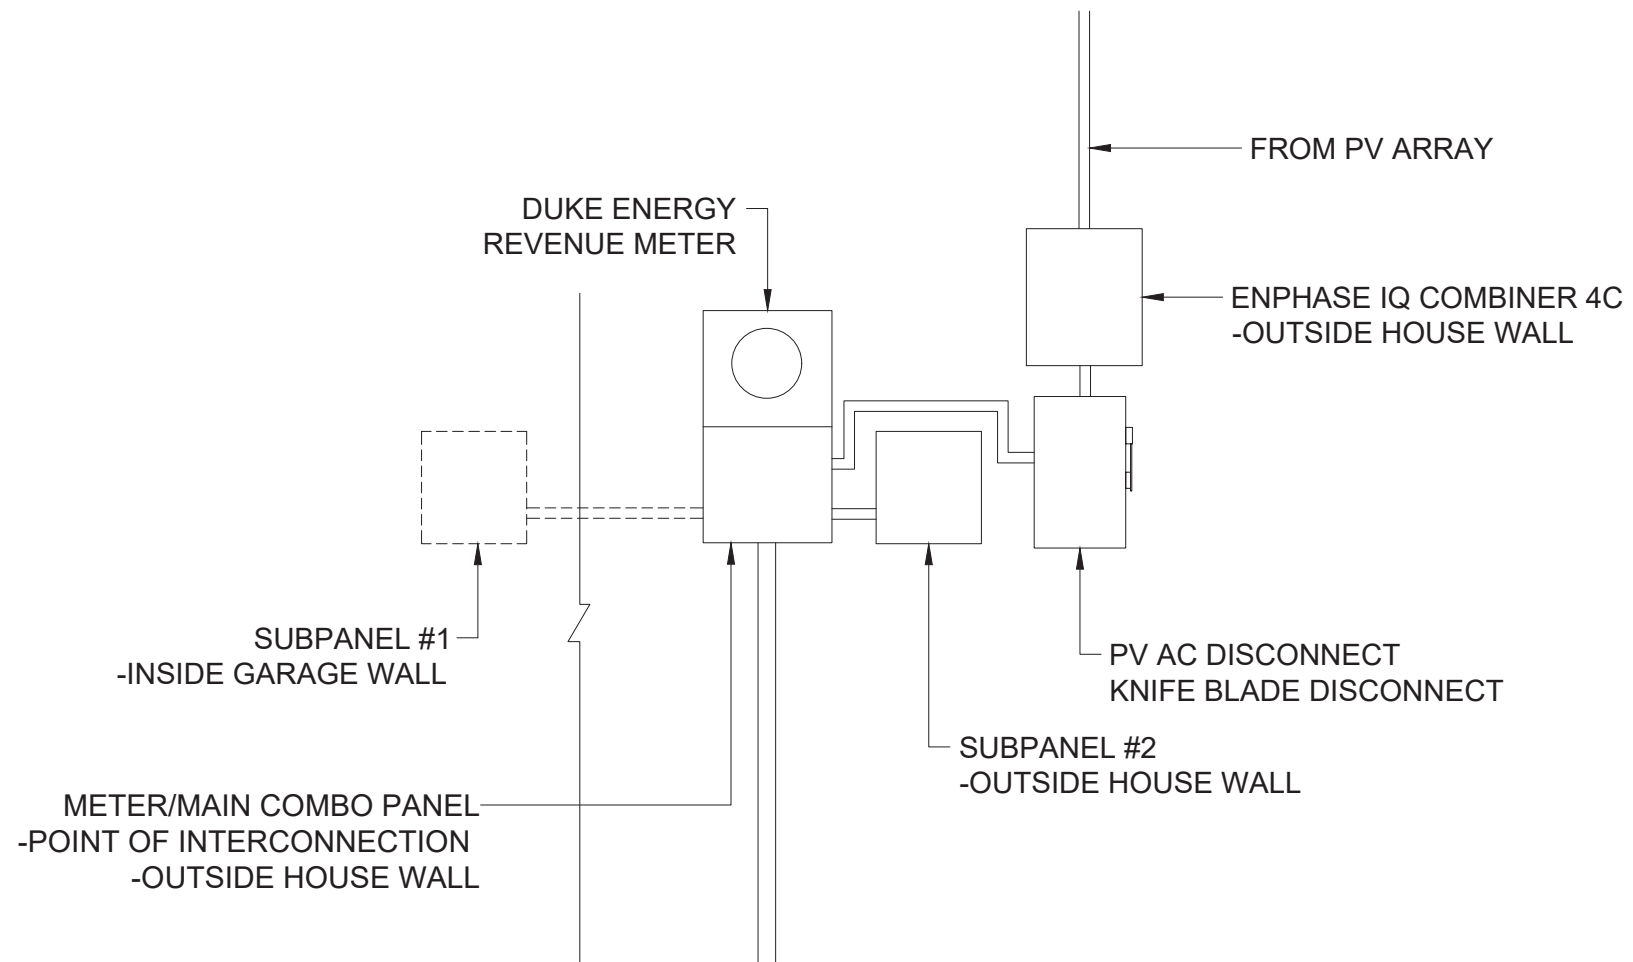 FROM PV ARRAY
DUKE ENERGY
REVENUE METER
ENPHASE IQ COMBINER 4C
-OUTSIDE HOUSE WALL
SUBPANEL #1
-INSIDE GARAGE WALL
PV AC DISCONNECT
KNIFE BLADE DISCONNECT
SUBPANEL #2
-OUTSIDE HOUSE WALL
METER/MAIN COMBO PANEL
-POINT OF INTERCONNECTION
-OUTSIDE HOUSE WALL